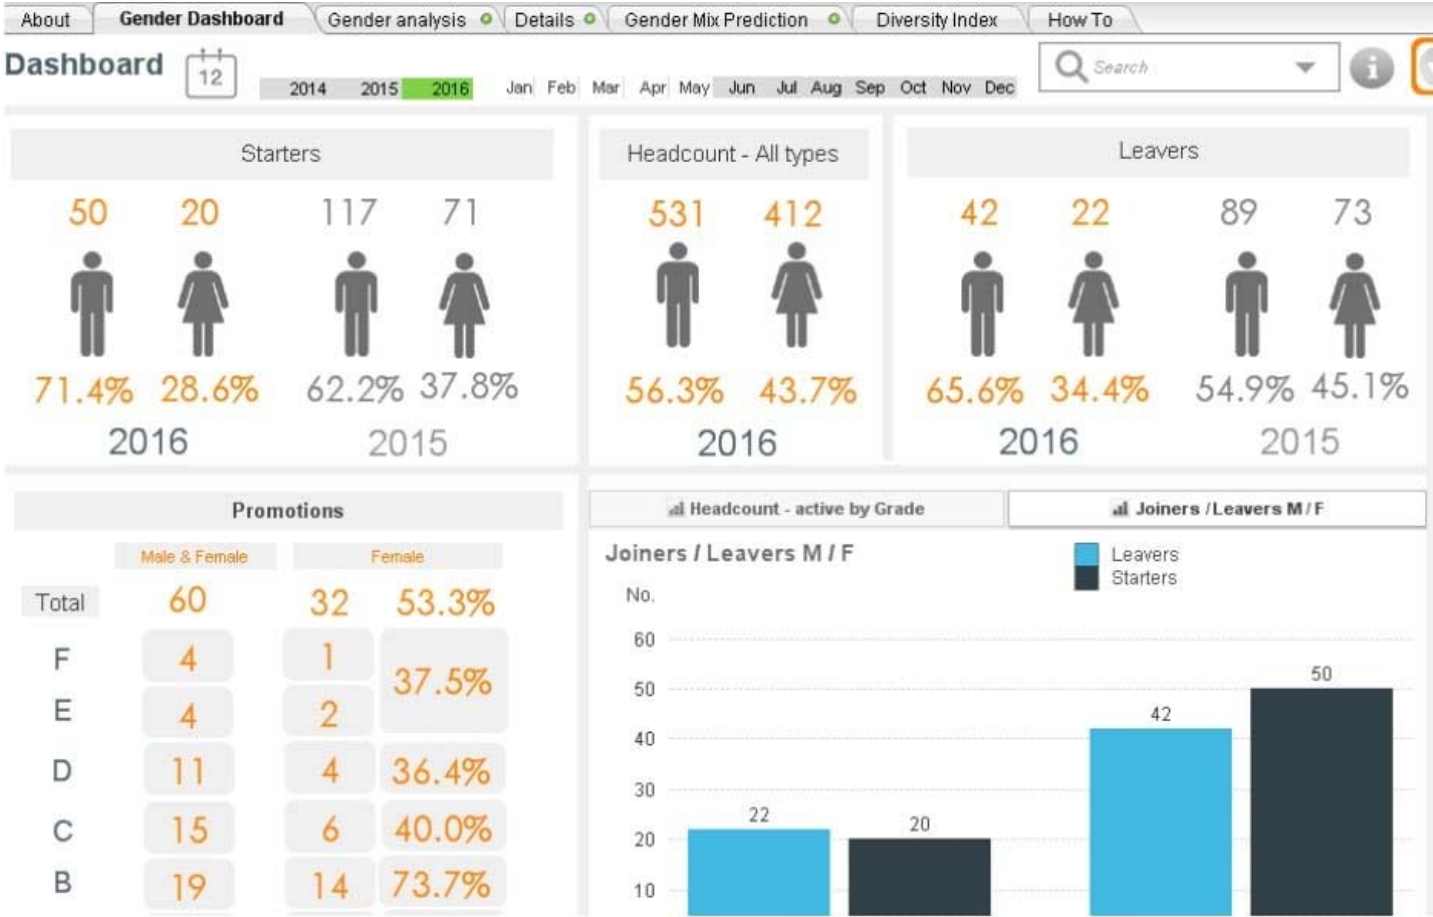 About Gender Dashboard Gender analysis Details Gender Mix Prediction Diversity Index How To
Dashboard 12 2014 2015 2016 Jan Feb Mar Apr May Jun Jul Aug Sep Oct Nov Dec Search i
Starters
50 20 117 71
71.4% 28.6% 62.2% 37.8%
2016 2015
Headcount - All types
531 412
56.3% 43.7%
2016
Leavers
42 22 89 73
65.6% 34.4% 54.9% 45.1%
2016 2015
Promotions
Male & Female Female
Total 60 32 53.3%
F 4 1
37.5%
E 4 2
D 11 4 36.4%
C 15 6 40.0%
B 19 14 73.7%
Headcount - active by Grade Joiners / Leavers M / F
Joiners / Leavers M / F
Leavers
Starters
No.
60
50
40
30
20
10
22 20 42 50